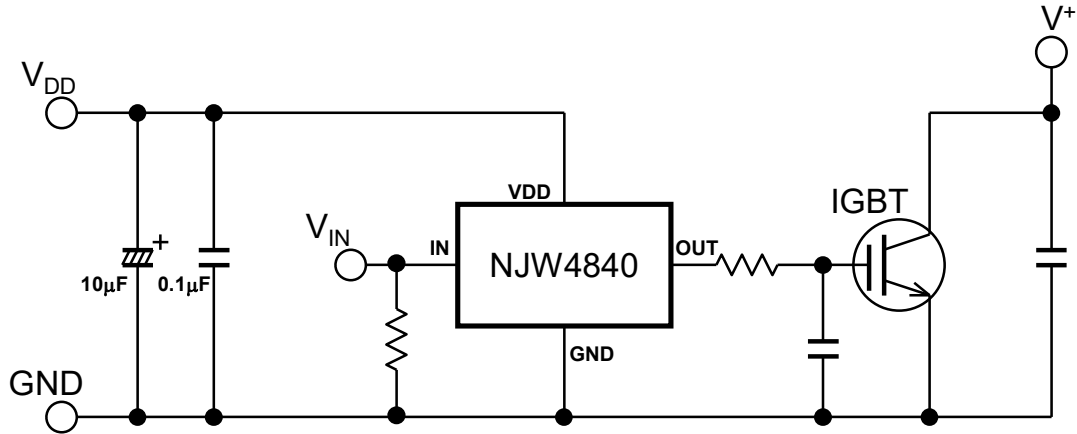 V+
VDD
VDD
IGBT
VIN
IN
NJW4840
OUT
+
10µF
0.1µF
GND
GND